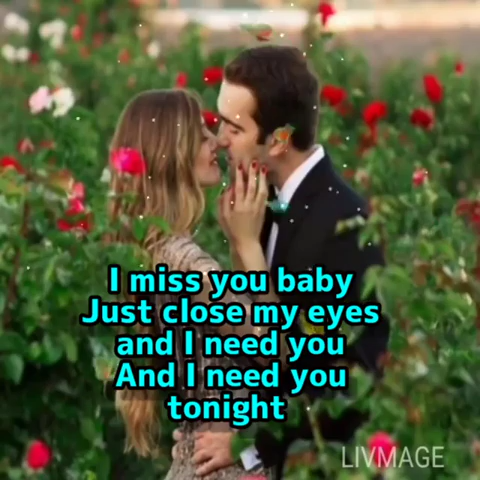 I miss you baby
Just close my eyes
and I need you
And I need you
tonight
LIVMAGE